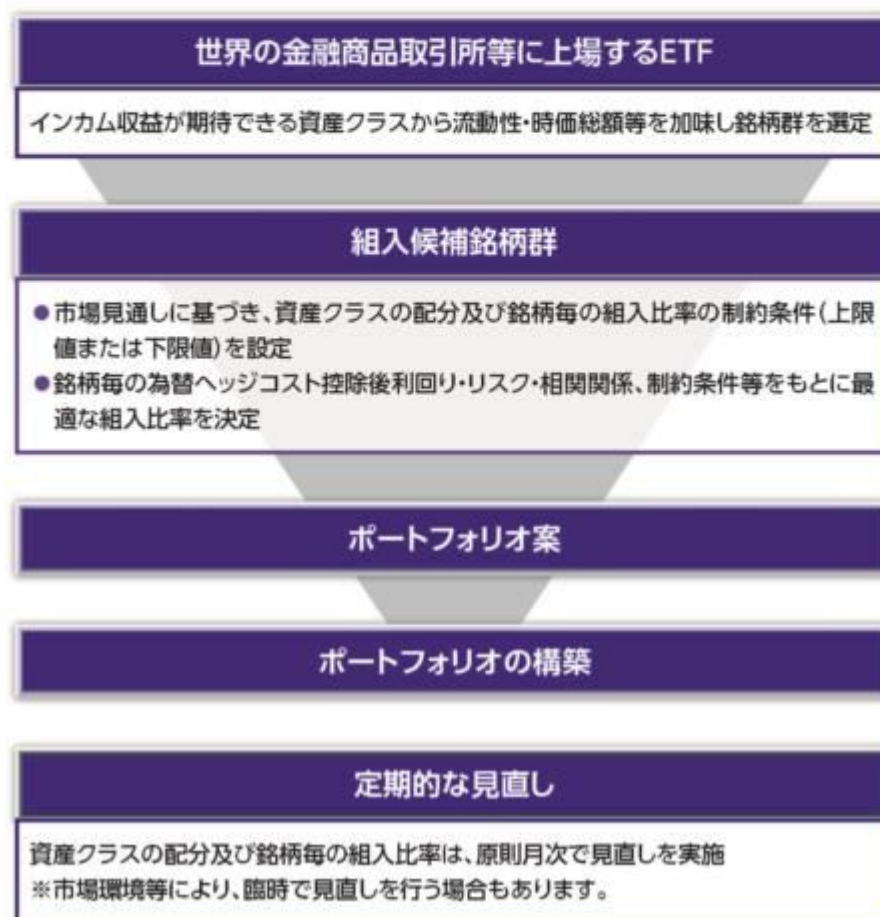 世界の金融商品取引所等に上場するETF
インカム収益が期待できる資産クラスから流動性・時価総額等を加味し銘柄群を選定
組入候補銘柄群
●市場見通しに基づき、資産クラスの配分及び銘柄毎の組入比率の制約条件(上限
値または下限値)を設定
●銘柄毎の為替ヘッジコスト控除後利回り・リスク・相関関係、制約条件等をもとに最
適な組入比率を決定
ポートフォリオ案
ポートフォリオの構築
定期的な見直し
資産クラスの配分及び銘柄毎の組入比率は、原則月次で見直しを実施
※市場環境等により、臨時で見直しを行う場合もあります。